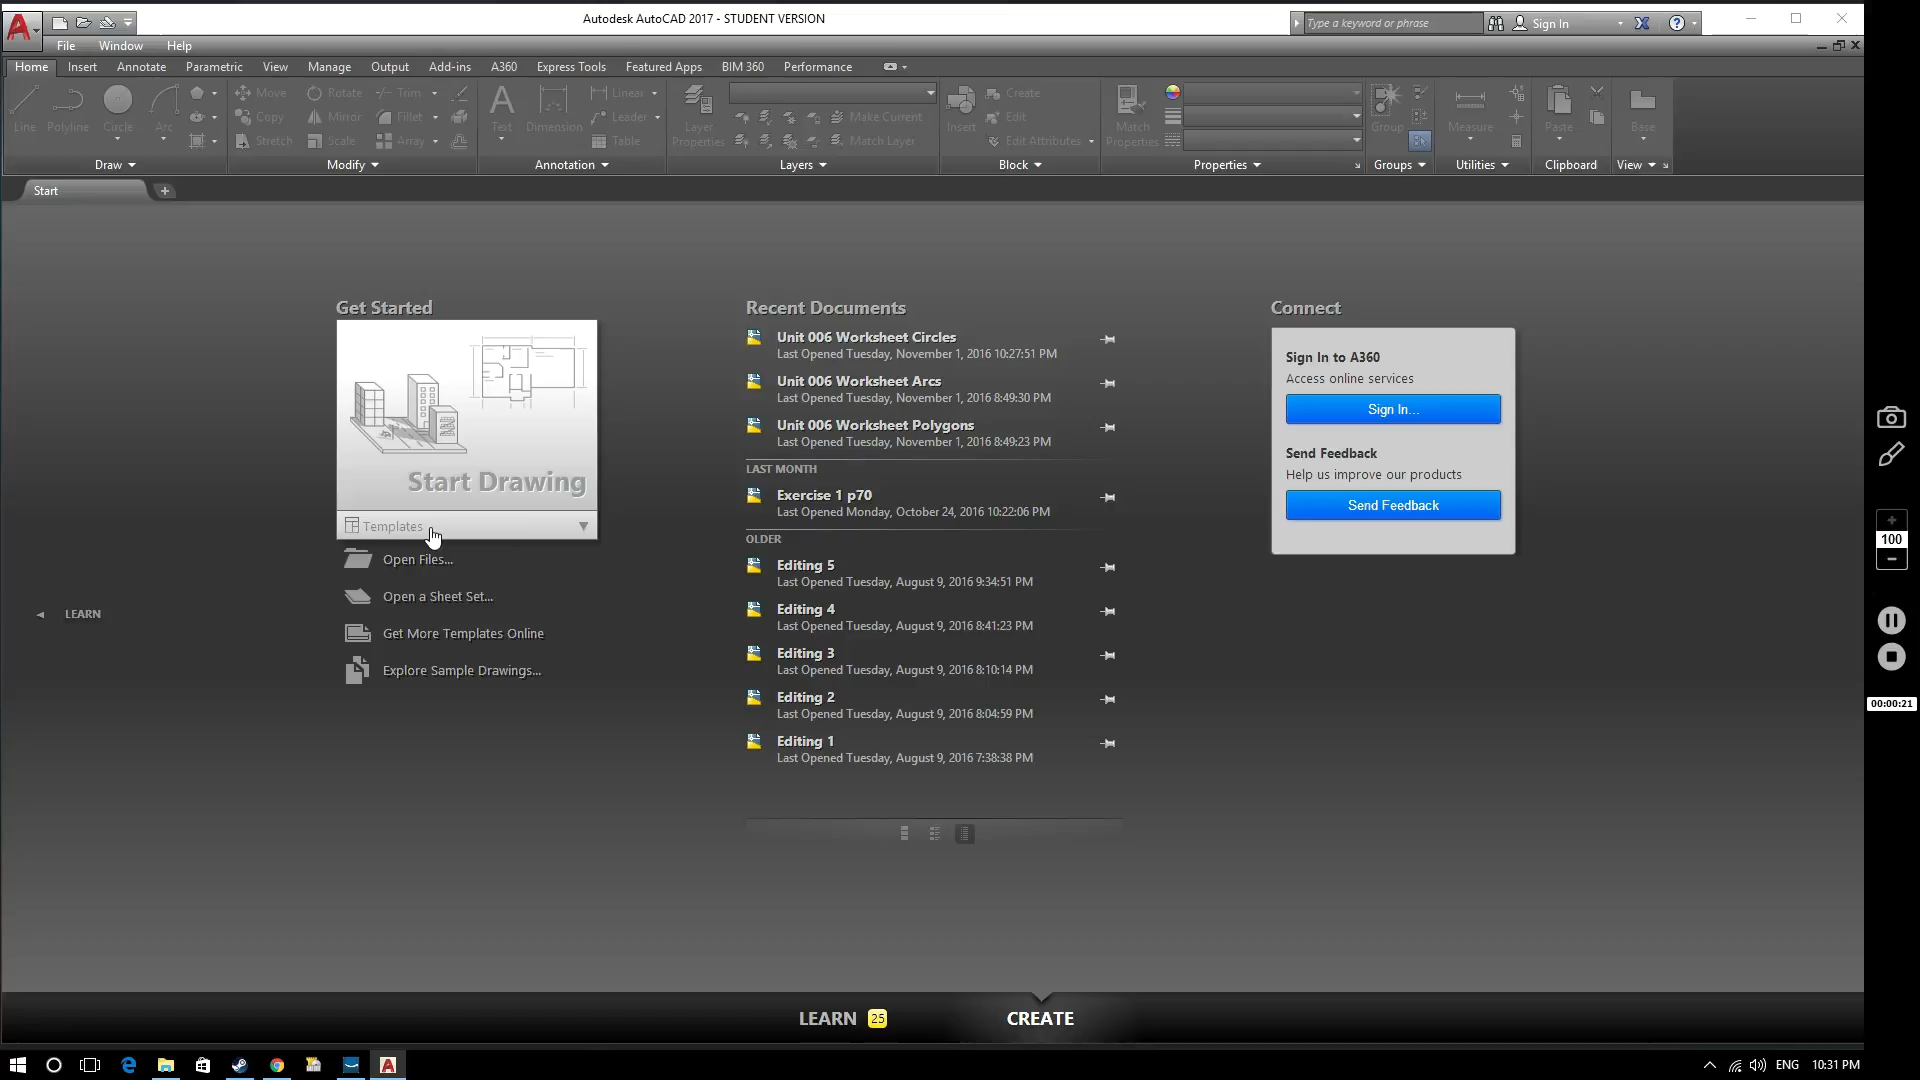 Autodesk AutoCAD 2017 - STUDENT VERSION
Type a keyword or phrase
Sign In
File Window Help
Home Insert Annotate Parametric View Manage Output Add-ins A360 Express Tools Featured Apps BIM 360 Performance
Line Polyline Circle Arc
Move Rotate Trim
Copy Mirror Fillet
Stretch Scale Array
Text Dimension
Linear
Leader
Table
Layer Properties
Make Current
Match Layer
Insert
Create
Edit
Edit Attributes
Match Properties
Group
Measure
Paste
Base
Draw Modify Annotation Layers Block Properties Groups Utilities Clipboard View
Start
Get Started
Start Drawing
Templates
Open Files...
Open a Sheet Set...
Get More Templates Online
Explore Sample Drawings...
LEARN
Recent Documents
Unit 006 Worksheet Circles
Last Opened Tuesday, November 1, 2016 10:27:51 PM
Unit 006 Worksheet Arcs
Last Opened Tuesday, November 1, 2016 8:49:30 PM
Unit 006 Worksheet Polygons
Last Opened Tuesday, November 1, 2016 8:49:23 PM
LAST MONTH
Exercise 1 p70
Last Opened Monday, October 24, 2016 10:22:06 PM
OLDER
Editing 5
Last Opened Tuesday, August 9, 2016 9:34:51 PM
Editing 4
Last Opened Tuesday, August 9, 2016 8:41:23 PM
Editing 3
Last Opened Tuesday, August 9, 2016 8:10:14 PM
Editing 2
Last Opened Tuesday, August 9, 2016 8:04:59 PM
Editing 1
Last Opened Tuesday, August 9, 2016 7:38:38 PM
Connect
Sign In to A360
Access online services
Sign In...
Send Feedback
Help us improve our products
Send Feedback
100
00:00:21
LEARN 25 CREATE
ENG 10:31 PM